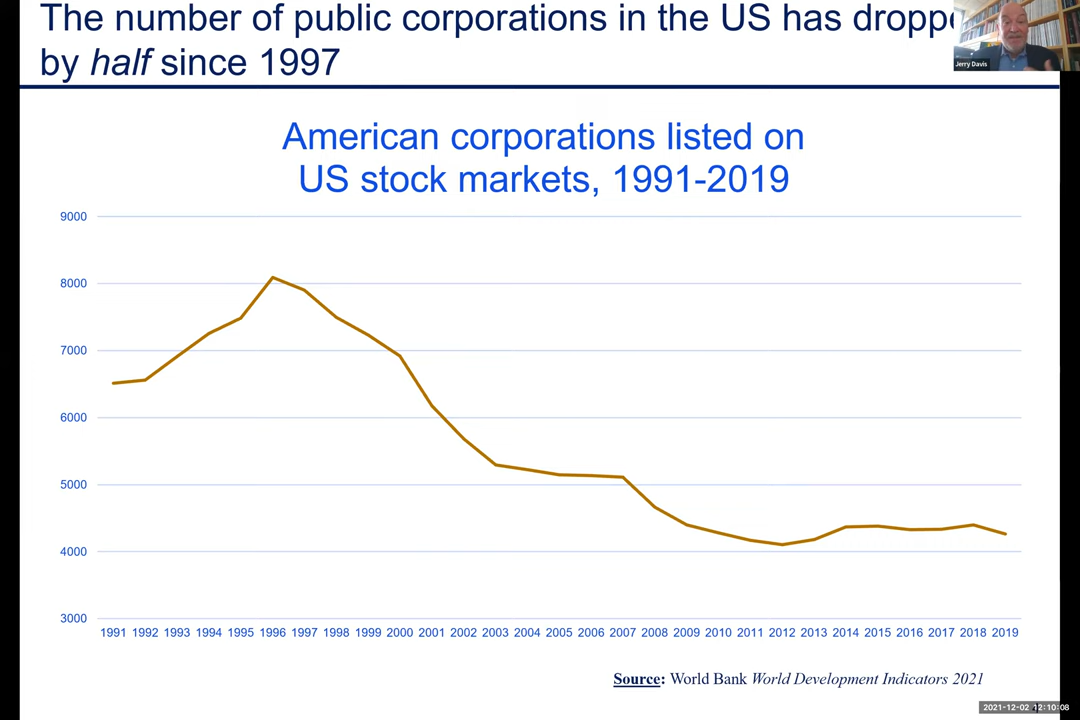 The number of public corporations in the US has
by half since 1997
Jerry Davis
American corporations listed on
US stock markets, 1991-2019
9000
8000
7000
6000
5000
4000
3000
1991 1992 1993 1994 1995 1996 1997 1998 1999 2000 2001 2002 2003 2004 2005 2006 2007 2008 2009 2010 2011 2012 2013 2014 2015 2016 2017 2018 2019
Source: World Bank World Development Indicators 2021
2021-12-02 12:10:08